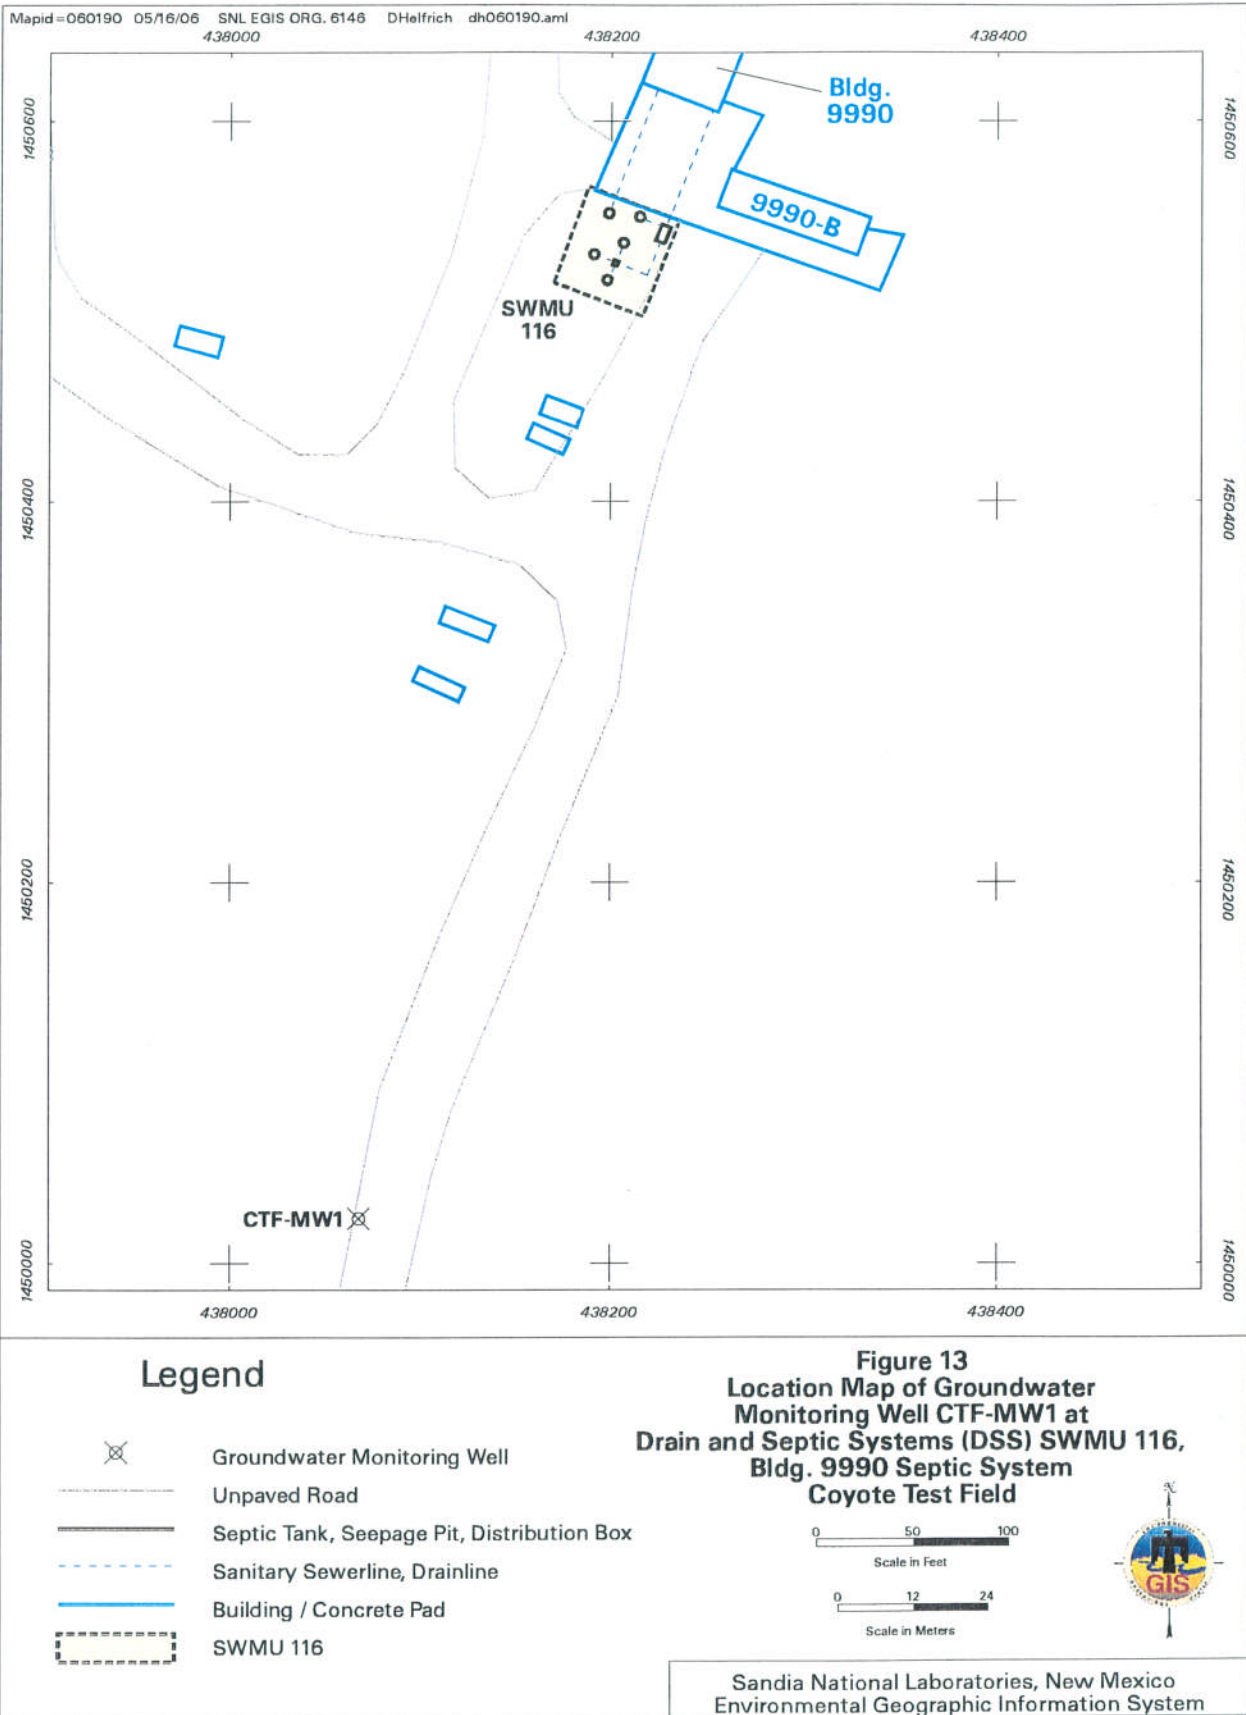 Mapid=060190 05/16/06 SNL EGIS ORG. 6146 DHelfrich dh060190.aml
438000 438200 438400
1450600 1450600
Bldg.
9990
9990-B
SWMU
116
1450400 1450400
1450200 1450200
CTF-MW1
1450000 1450000
438000 438200 438400
Legend
Groundwater Monitoring Well
Unpaved Road
Septic Tank, Seepage Pit, Distribution Box
Sanitary Sewerline, Drainline
Building / Concrete Pad
SWMU 116
Figure 13
Location Map of Groundwater
Monitoring Well CTF-MW1 at
Drain and Septic Systems (DSS) SWMU 116,
Bldg. 9990 Septic System
Coyote Test Field
0 50 100
Scale in Feet
0 12 24
Scale in Meters
N
GIS
Sandia National Laboratories, New Mexico
Environmental Geographic Information System